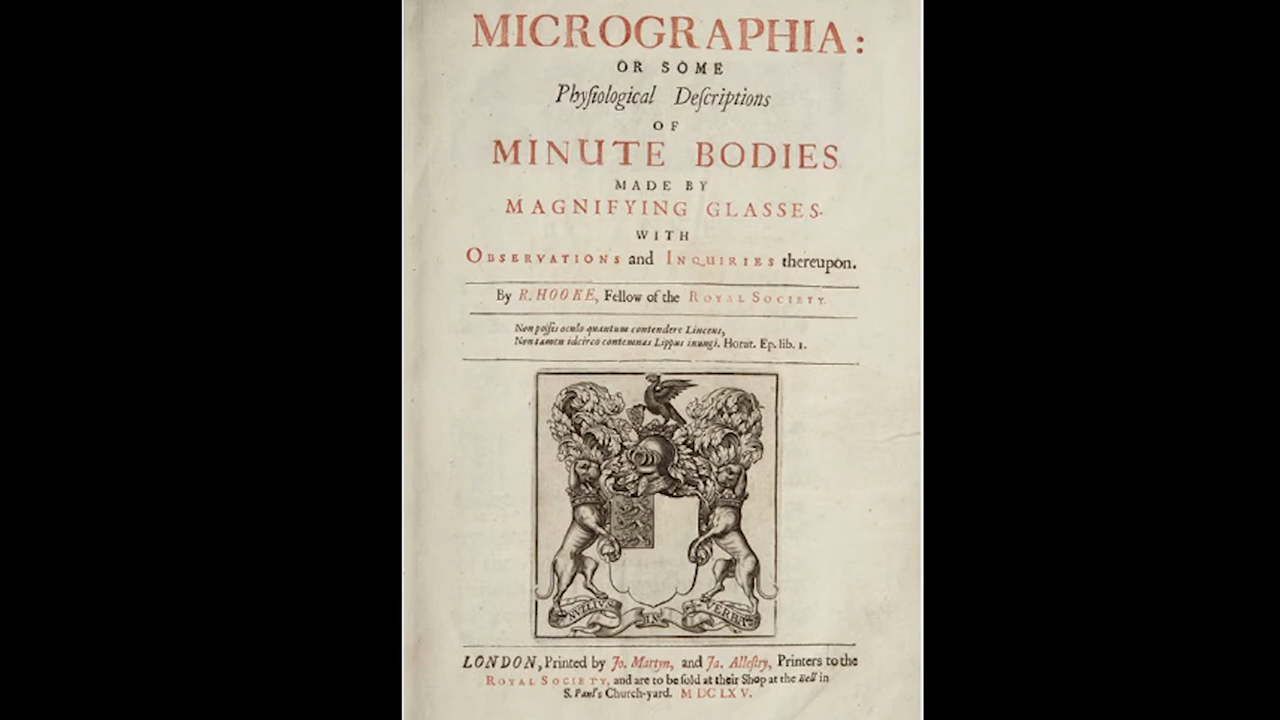 MICROGRAPHIA:
OR SOME
Phyſiological Deſcriptions
OF
MINUTE BODIES
MADE BY
MAGNIFYING GLASSES.
WITH
OBSERVATIONS and INQUIRIES thereupon.
By R. HOOKE, Fellow of the ROYAL SOCIETY.
Non poſſis oculo quantum contendere Linceus,
Non tamen idcirco contemnas Lippus inungi. Horat. Ep. lib. 1.
NVLLIVS IN VERBA
LONDON, Printed by Jo. Martyn, and Ja. Alleſtry, Printers to the
ROYAL SOCIETY, and are to be ſold at their Shop at the Bell in
S. Paul's Church-yard. M DC LX V.